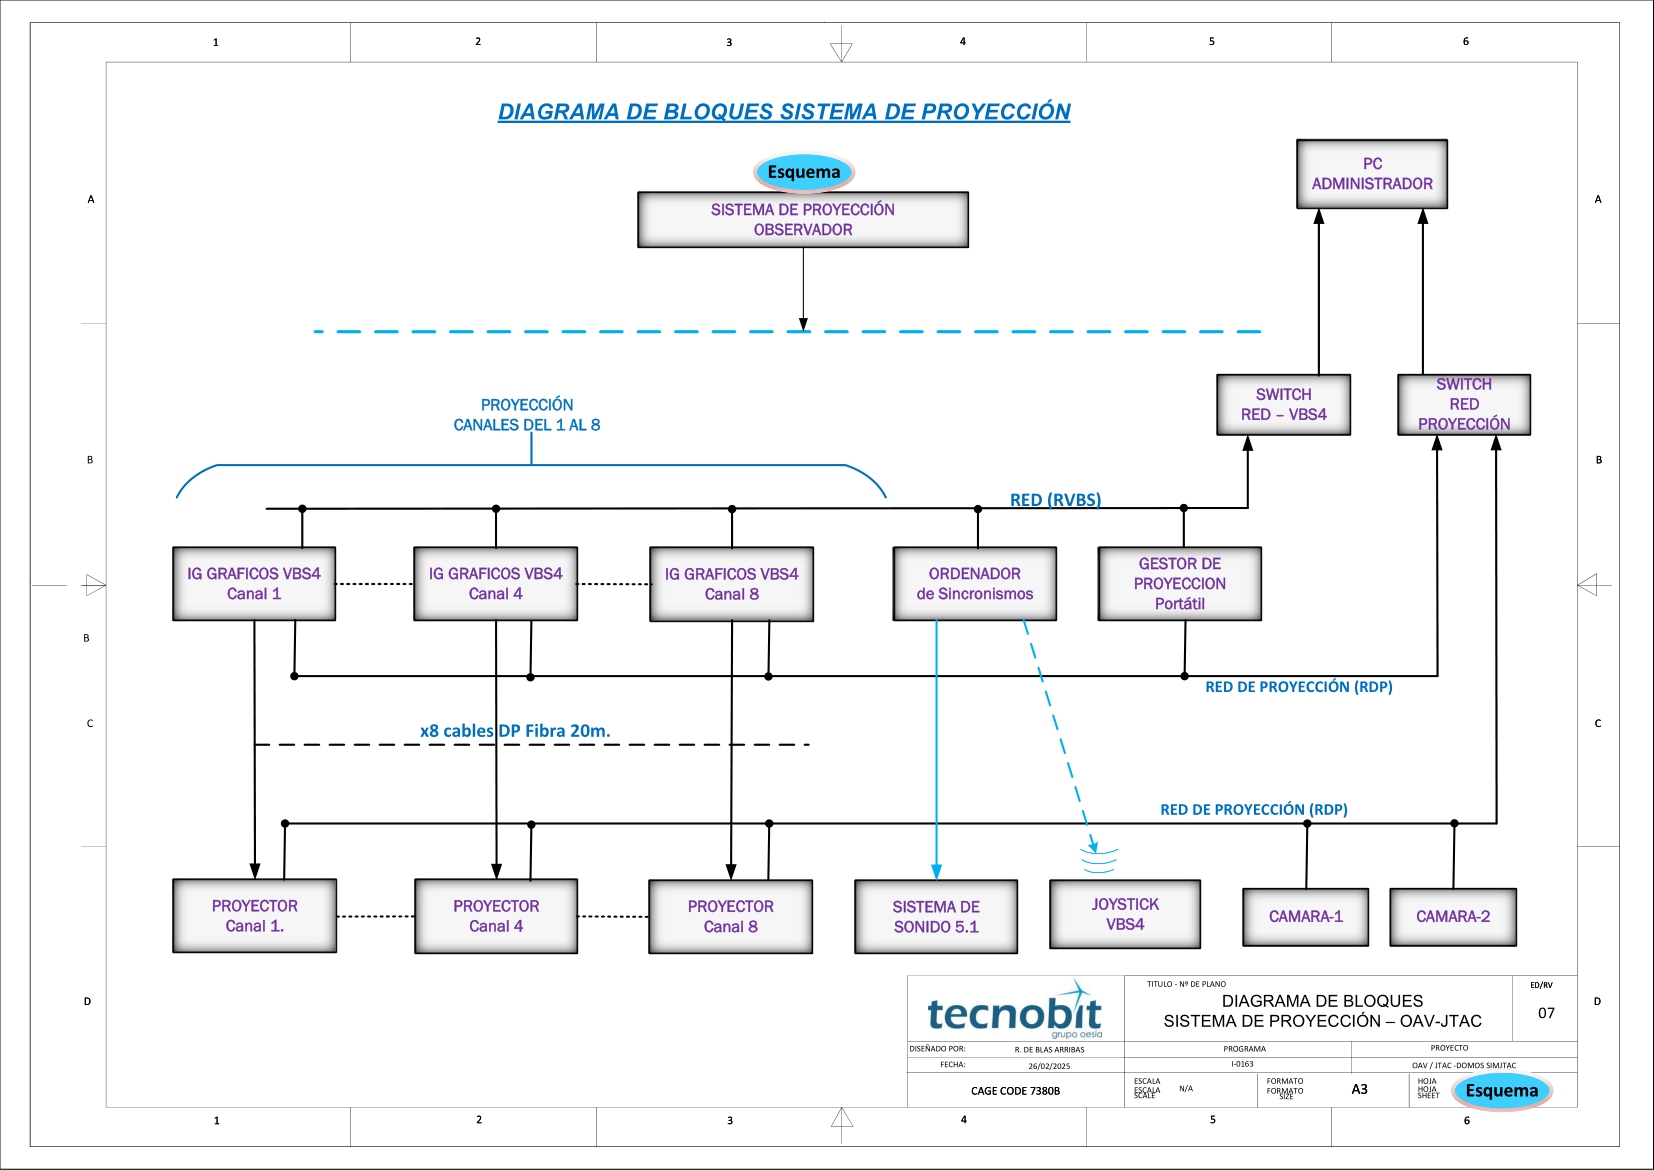 1 2 3 4 5 6
DIAGRAMA DE BLOQUES SISTEMA DE PROYECCIÓN
Esquema
SISTEMA DE PROYECCIÓN
OBSERVADOR
PC
ADMINISTRADOR
A A
SWITCH
RED – VBS4
SWITCH
RED
PROYECCIÓN
PROYECCIÓN
CANALES DEL 1 AL 8
B B
RED (RVBS)
IG GRAFICOS VBS4
Canal 1
IG GRAFICOS VBS4
Canal 4
IG GRAFICOS VBS4
Canal 8
ORDENADOR
de Sincronismos
GESTOR DE
PROYECCION
Portátil
B
RED DE PROYECCIÓN (RDP)
C C
x8 cables DP Fibra 20m.
RED DE PROYECCIÓN (RDP)
PROYECTOR
Canal 1.
PROYECTOR
Canal 4
PROYECTOR
Canal 8
SISTEMA DE
SONIDO 5.1
JOYSTICK
VBS4
CAMARA-1
CAMARA-2
D D
tecnobit
grupo oesía
TITULO - Nº DE PLANO
DIAGRAMA DE BLOQUES
SISTEMA DE PROYECCIÓN – OAV-JTAC
ED/RV
07
DISEÑADO POR: R. DE BLAS ARRIBAS
PROGRAMA
I-0163
PROYECTO
OAV / JTAC -DOMOS SIMJTAC
FECHA: 26/02/2025
CAGE CODE 7380B
ESCALA
ESCALA
SCALE
N/A
FORMATO
FORMATO
SIZE
A3
HOJA
HOJA
SHEET
Esquema
1 2 3 4 5 6